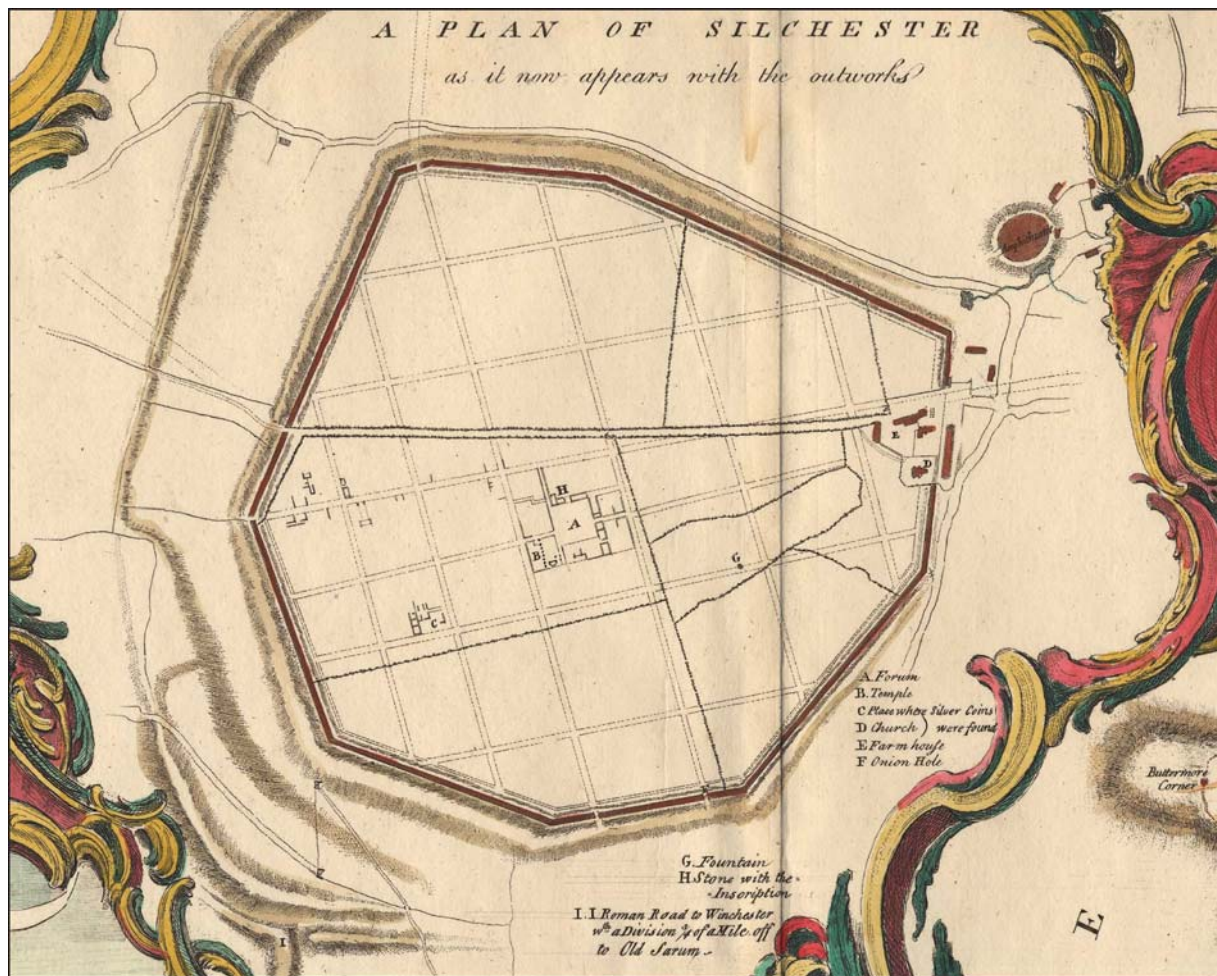 A PLAN OF SILCHESTER
as it now appears with the outworks
Amphitheatre
E
D
H
A
B
G
C
A. Forum
B. Temple
C Place where Silver Coins
D Church ) were found
E Farm house
F Onion Hole
Buttermore
Corner
G. Fountain
H Stone with the
Inscription
I. I Roman Road to Winchester
wth a Division ¾ of a Mile off
to Old Sarum
I
E